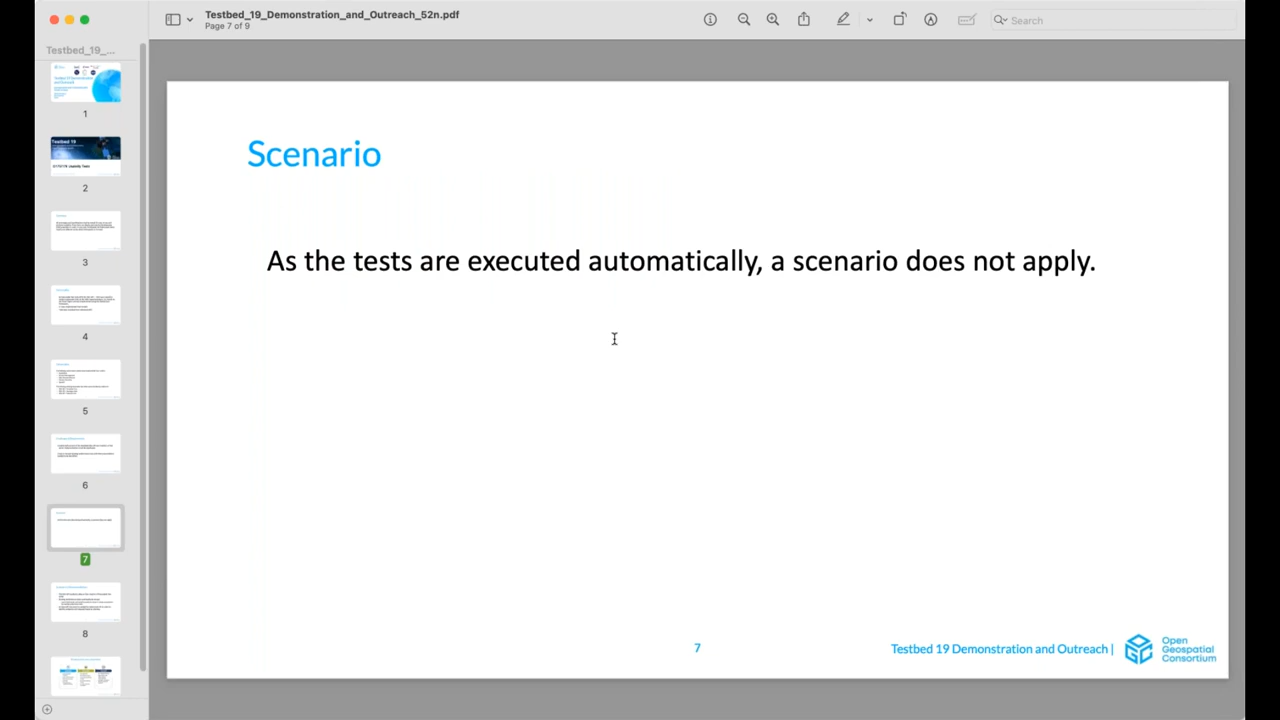 Testbed_19_Demonstration_and_Outreach_52n.pdf
Page 7 of 9
Search
Testbed_19_...
1
2
3
4
5
6
7
8
Scenario
As the tests are executed automatically, a scenario does not apply.
7
Testbed 19 Demonstration and Outreach |
Open
Geospatial
Consortium